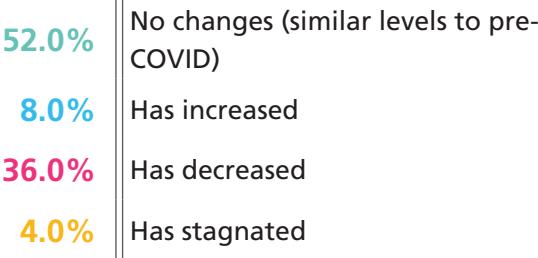 52.0% No changes (similar levels to pre-
COVID)
8.0% Has increased
36.0% Has decreased
4.0% Has stagnated